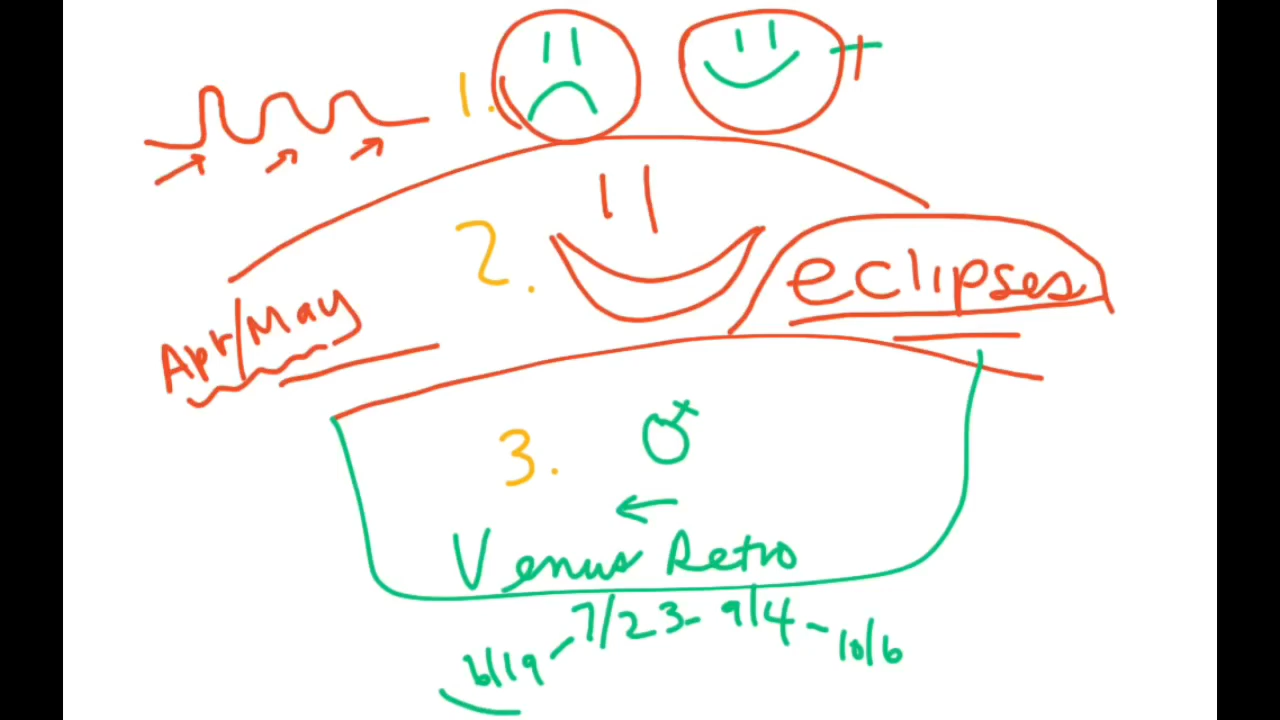 1.
2.
eclipses
Apr/May
3.
Venus Retro
6/19 - 7/23 - 9/4 - 10/6